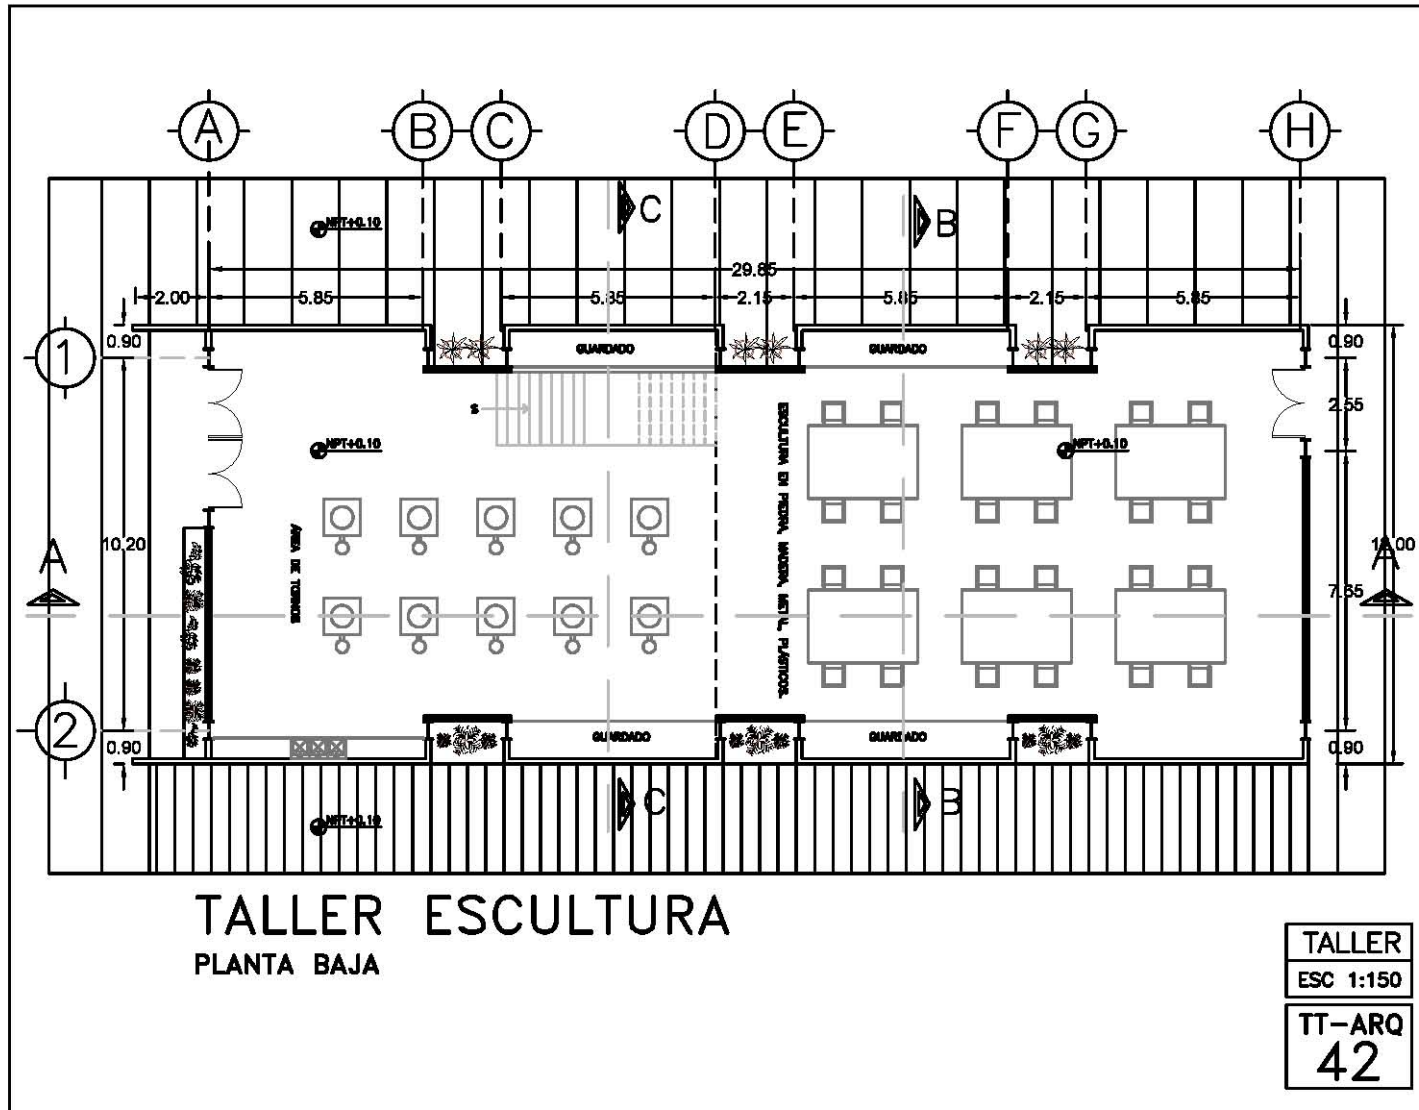 A B C D E F G H
C
B
NPT+0.10
29.85
2.00 5.85 5.85 2.15 5.85 2.15 5.85
0.90 0.90
1
GUARDADO GUARDADO
2.55
NPT+0.10 NPT+0.10
ESCULTURA EN PIEDRA, MADERA, METAL, PLÁSTICOS.
ÁREA DE TORNOS
10.20
A A
7.65
2
GUARDADO GUARDADO
0.90 0.90
C B
NPT+0.10
TALLER ESCULTURA
PLANTA BAJA
TALLER
ESC 1:150
TT-ARQ
42